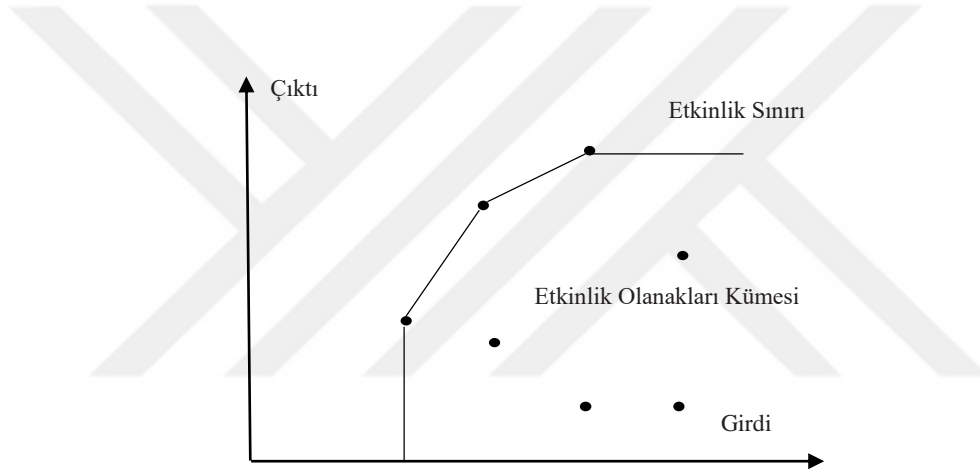 Çıktı
Etkinlik Sınırı
Etkinlik Olanakları Kümesi
Girdi